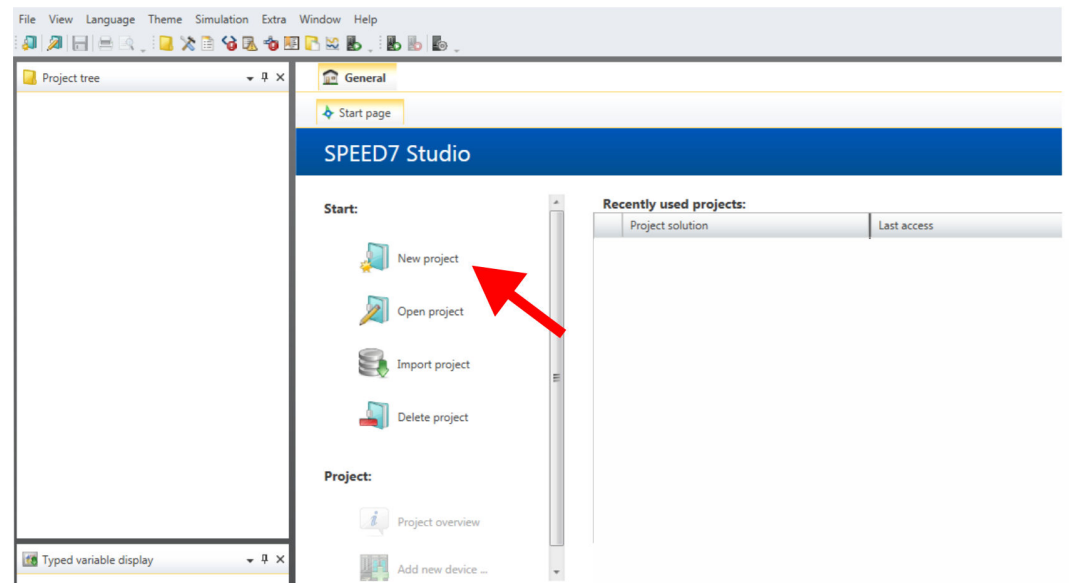 File View Language Theme Simulation Extra Window Help
Project tree
General
Start page
SPEED7 Studio
Start:
New project
Open project
Import project
Delete project
Project:
Project overview
Add new device ...
Recently used projects:
Project solution Last access
Typed variable display